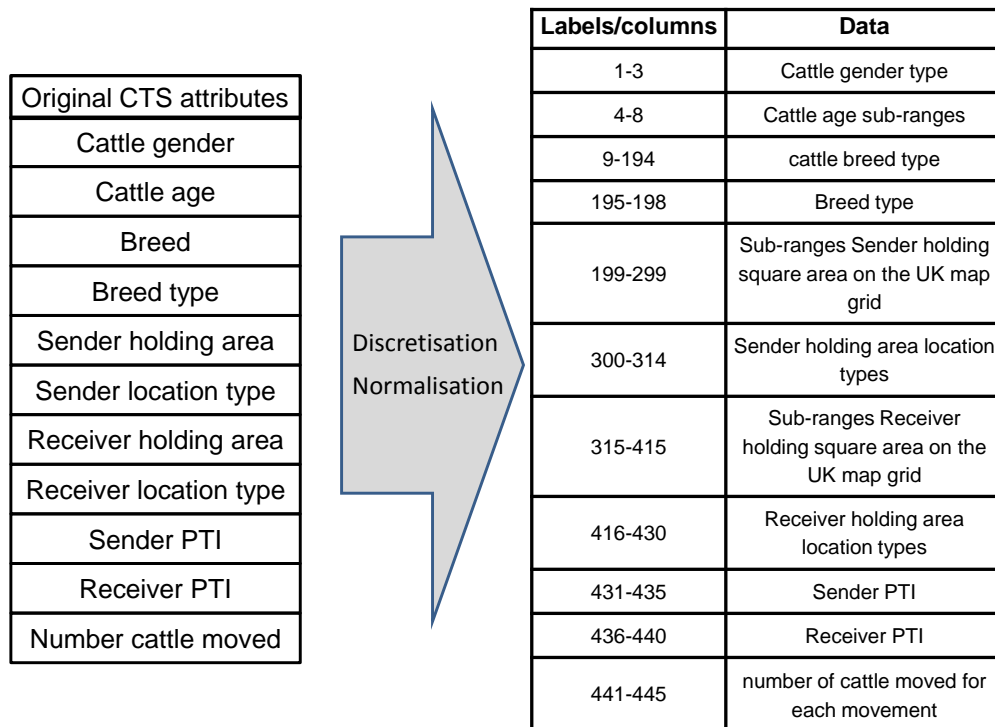 Original CTS attributes
Cattle gender
Cattle age
Breed
Breed type
Sender holding area
Sender location type
Receiver holding area
Receiver location type
Sender PTI
Receiver PTI
Number cattle moved
Discretisation
Normalisation
Labels/columns Data
1-3 Cattle gender type
4-8 Cattle age sub-ranges
9-194 cattle breed type
195-198 Breed type
199-299 Sub-ranges Sender holding
square area on the UK map
grid
300-314 Sender holding area location
types
315-415 Sub-ranges Receiver
holding square area on the
UK map grid
416-430 Receiver holding area
location types
431-435 Sender PTI
436-440 Receiver PTI
441-445 number of cattle moved for
each movement